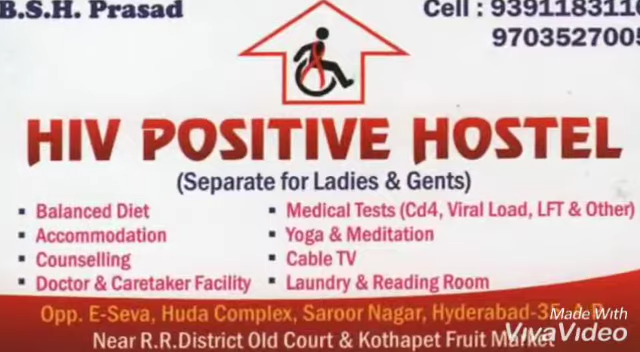 B.S.H. Prasad
Cell : 9391183110
9703527005
HIV POSITIVE HOSTEL
(Separate for Ladies & Gents)
▪ Balanced Diet
▪ Accommodation
▪ Counselling
▪ Doctor & Caretaker Facility
▪ Medical Tests (Cd4, Viral Load, LFT & Other)
▪ Yoga & Meditation
▪ Cable TV
▪ Laundry & Reading Room
Opp. E-Seva, Huda Complex, Saroor Nagar, Hyderabad-35, A.P.
Near R.R.District Old Court & Kothapet Fruit Market
Made With
VivaVideo